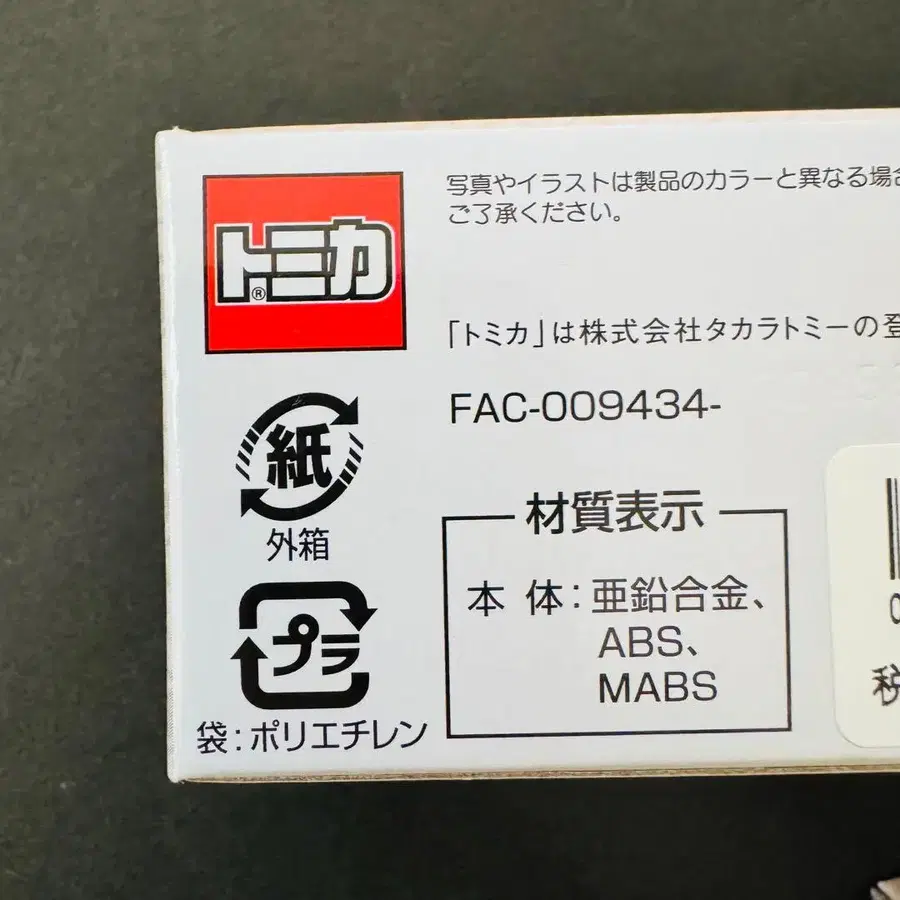 トミカ®
写真やイラストは製品のカラーと異なる場合
ご了承ください。
「トミカ」は株式会社タカラトミーの登
FAC-009434-
紙
外箱
プラ
袋:ポリエチレン
材質表示
本 体:亜鉛合金、
ABS、
MABS
0
税